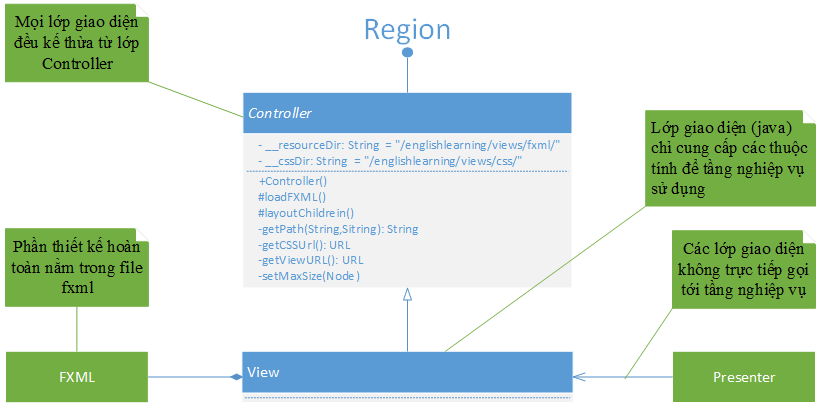 Mọi lớp giao diện
đều kế thừa từ lớp
Controller
Region
Controller
- __resourceDir: String = "/englishlearning/views/fxml/"
- __cssDir: String = "/englishlearning/views/css/"
+Controller()
#loadFXML()
#layoutChildrein()
-getPath(String,Sitring): String
-getCSSUrl(): URL
-getViewURL(): URL
-setMaxSize(Node)
Lớp giao diện (java)
chỉ cung cấp các thuộc
tính để tầng nghiệp vụ
sử dụng
Phần thiết kế hoàn
toàn nằm trong file
fxml
Các lớp giao diện
không trực tiếp gọi
tới tầng nghiệp vụ
FXML
View
Presenter